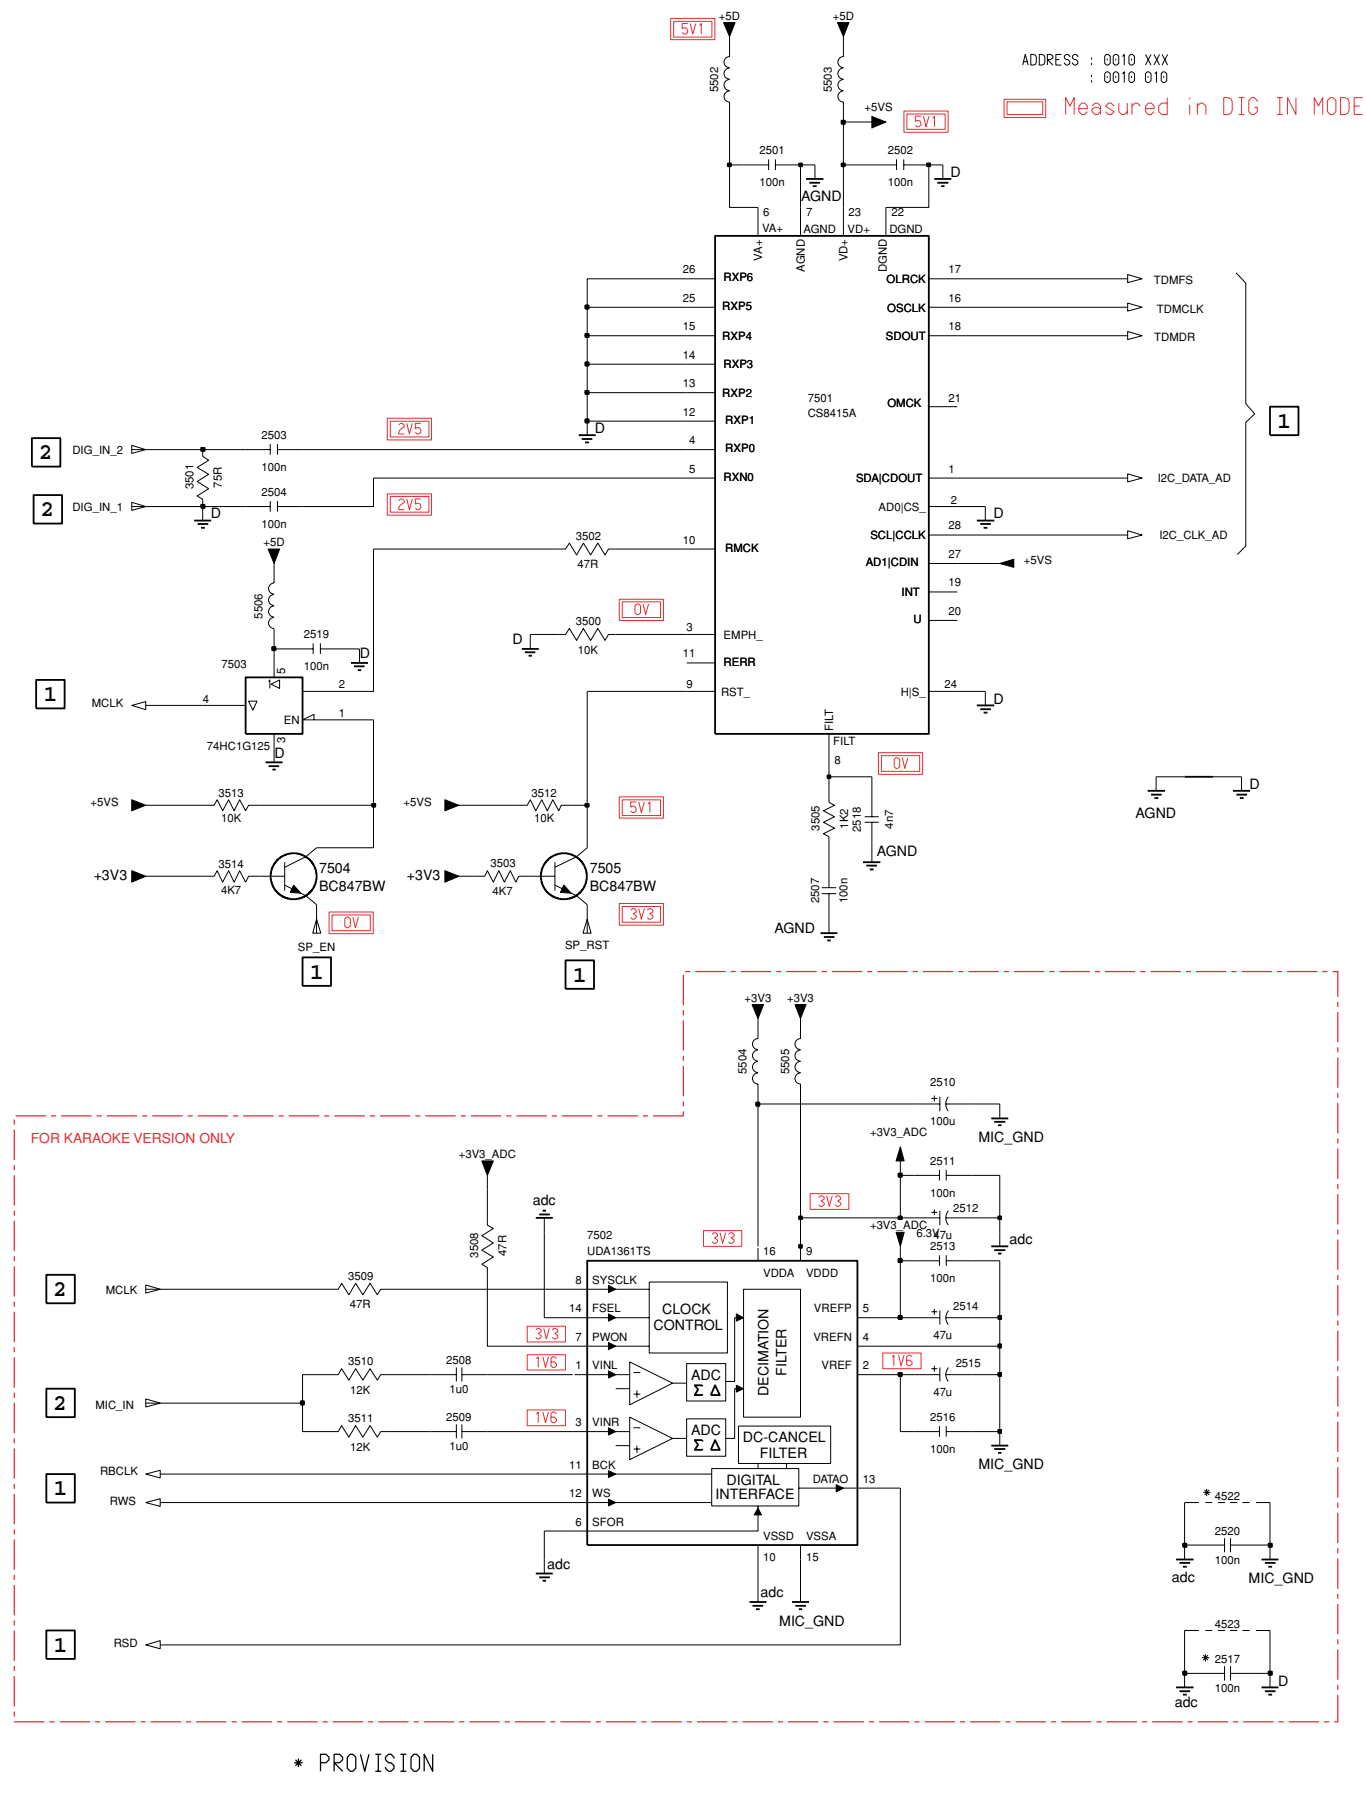 +5D
+5D
5V1
5502
5503
ADDRESS : 0010 XXX
: 0010 010
Measured in DIG IN MODE
+5VS
5V1
2501
100n
AGND
2502
100n
D
6
VA+
7
AGND
23
VD+
22
DGND
VA+
AGND
VD+
DGND
26
RXP6
OLRCK
17
TDMFS
25
RXP5
OSCLK
16
TDMCLK
15
RXP4
SDOUT
18
TDMDR
14
RXP3
13
RXP2
7501
CS8415A
OMCK
21
1
12
RXP1
D
2
DIG_IN_2
2503
100n
2V5
4
RXP0
3501
75R
2
DIG_IN_1
D
2504
100n
2V5
5
RXN0
SDA|CDOUT
1
I2C_DATA_AD
AD0|CS_
2
D
SCL|CCLK
28
I2C_CLK_AD
AD1|CDIN
27
+5VS
INT
19
U
20
+5D
5506
3502
47R
10
RMCK
0V
D
3500
10K
3
EMPH_
11
RERR
9
RST_
H|S_
24
D
2519
100n
D
7503
5
1
MCLK
4
2
EN
1
3
D
74HC1G125
1
FILT
FILT
8
0V
+5VS
3513
10K
+5VS
3512
10K
5V1
3505
1K2
2518
4n7
AGND
2507
100n
AGND
AGND
D
+3V3
3514
4K7
7504
BC847BW
0V
SP_EN
1
+3V3
3503
4K7
7505
BC847BW
3V3
SP_RST
1
+3V3
+3V3
5504
5505
2510
+
100u
MIC_GND
FOR KARAOKE VERSION ONLY
+3V3_ADC
+3V3_ADC
2511
100n
adc
3V3
3V3
+
2512
47u
adc
+3V3_ADC
6.3V
2513
100n
3508
47R
7502
UDA1361TS
16
9
VDDA
VDDD
2
MCLK
3509
47R
8
SYSCLK
14
FSEL
CLOCK
CONTROL
3V3
7
PWON
DECIMATION
FILTER
VREFP
5
+
2514
47u
VREFN
4
VREF
2
1V6
+
2515
47u
2516
100n
MIC_GND
2
MIC_IN
3510
12K
2508
1u0
1V6
1
VINL
−
+
ADC
Σ Δ
3511
12K
2509
1u0
1V6
3
VINR
−
+
ADC
Σ Δ
DC-CANCEL
FILTER
1
RBCLK
11
BCK
RWS
12
WS
DIGITAL
INTERFACE
DATAO
13
6
SFOR
VSSD
VSSA
adc
10
15
adc
MIC_GND
* 4522
2520
100n
adc
MIC_GND
1
RSD
4523
* 2517
100n
adc
D
* PROVISION